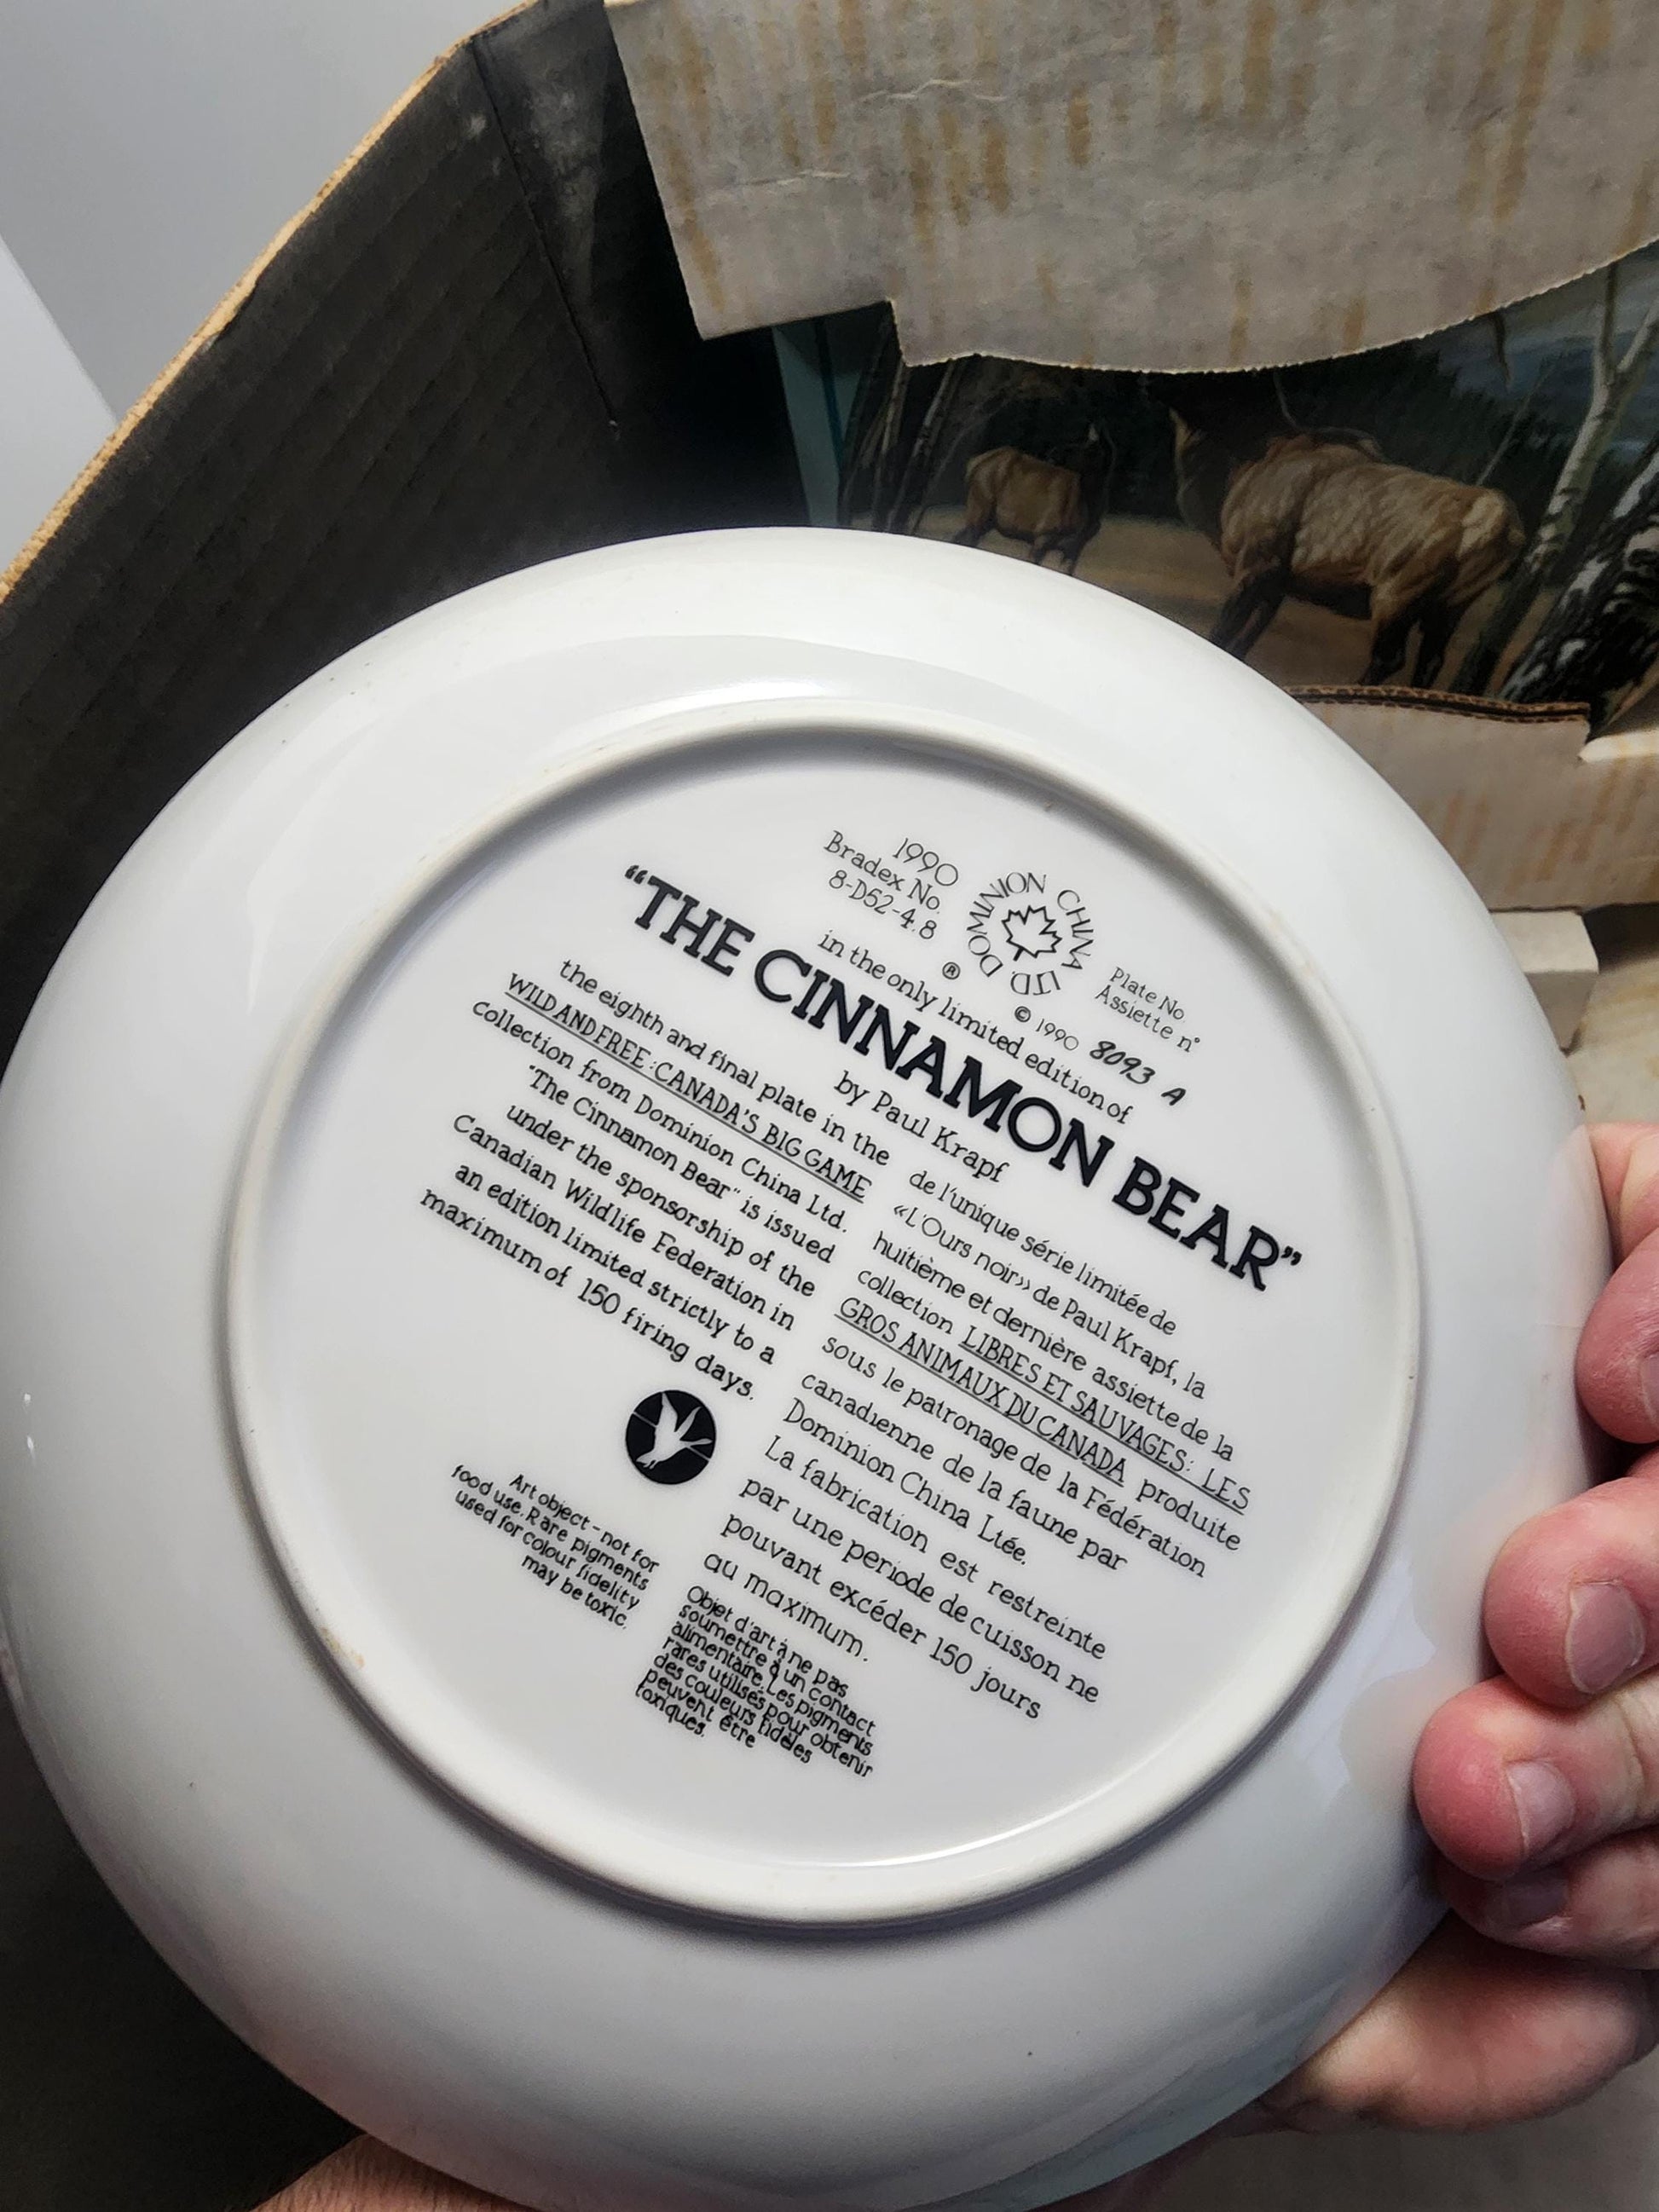 1990
Bradex No.
8-D52-4.8
DOMINION CHINA LTD.
®
© 1990
Plate No.
Assiette n°
8093 A
in the only limited edition of
"THE CINNAMON BEAR"
by Paul Krapf
the eighth and final plate in the
WILD AND FREE: CANADA'S BIG GAME
collection from Dominion China Ltd.
"The Cinnamon Bear" is issued
under the sponsorship of the
Canadian Wildlife Federation in
an edition limited strictly to a
maximum of 150 firing days.
de l'unique série limitée de
«L'Ours noir» de Paul Krapf, la
huitième et dernière assiette de la
collection LIBRES ET SAUVAGES: LES
GROS ANIMAUX DU CANADA produite
sous le patronage de la Fédération
canadienne de la faune par
Dominion China Ltée.
La fabrication est restreinte
par une periode de cuisson ne
pouvant excéder 150 jours
au maximum.
Art object - not for
food use. Rare pigments
used for colour fidelity
may be toxic.
Objet d'art à ne pas
soumettre à un contact
alimentaire. Les pigments
rares utilisés pour obtenir
des couleurs fidèles
peuvent être
toxiques.